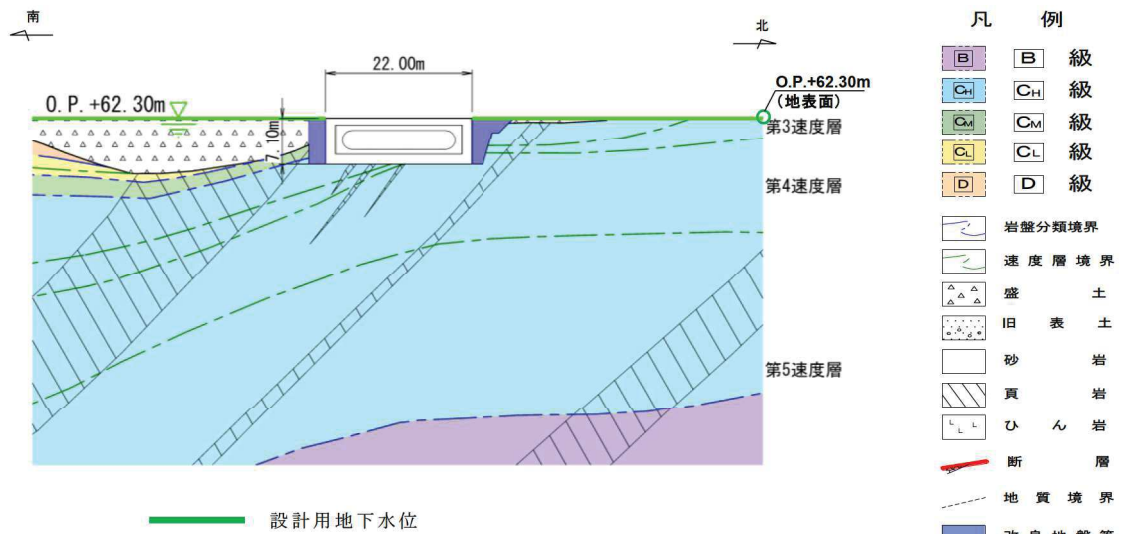 南
北
22.00m
O.P.+62.30m
O.P.+62.30m
(地表面)
7.10m
第3速度層
第4速度層
第5速度層
設計用地下水位
凡 例
B B 級
CH CH 級
CM CM 級
CL CL 級
D D 級
岩盤分類境界
速度層境界
盛土
旧表土
砂岩
頁岩
ひん岩
断層
地質境界